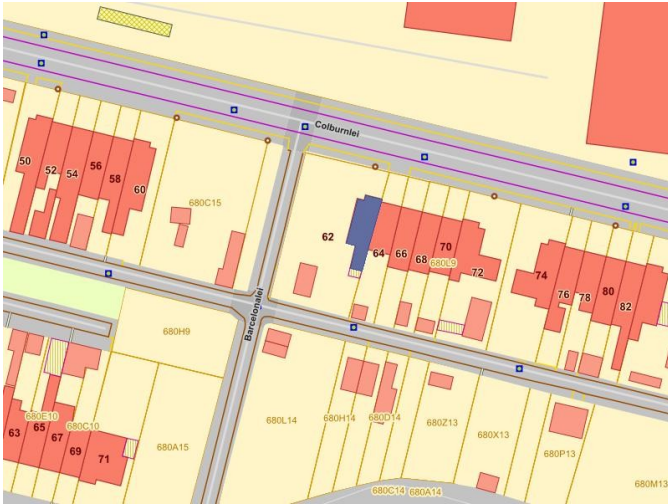 Colburnlei
50
52
54
56
58
60
680C15
62
64
66
68
70
680L9
72
74
76
78
80
82
Barcelonalei
680H9
680E10
680C10
63
65
67
69
71
680A15
680L14
680H14
680D14
680Z13
680X13
680P13
680C14
680A14
680M13